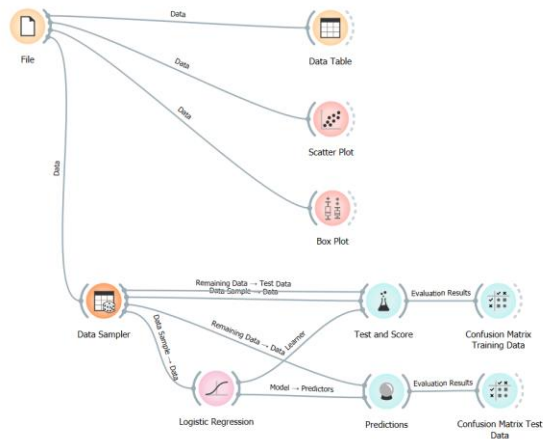 Data
File
Data Table
Data
Scatter Plot
Data
Data
Box Plot
Remaining Data → Test Data
Data Sample → Data
Evaluation Results
Data Sampler
Test and Score
Confusion Matrix
Training Data
Data Sample → Data
Remaining Data → Data
Learner
Model → Predictors
Evaluation Results
Logistic Regression
Predictions
Confusion Matrix Test
Data